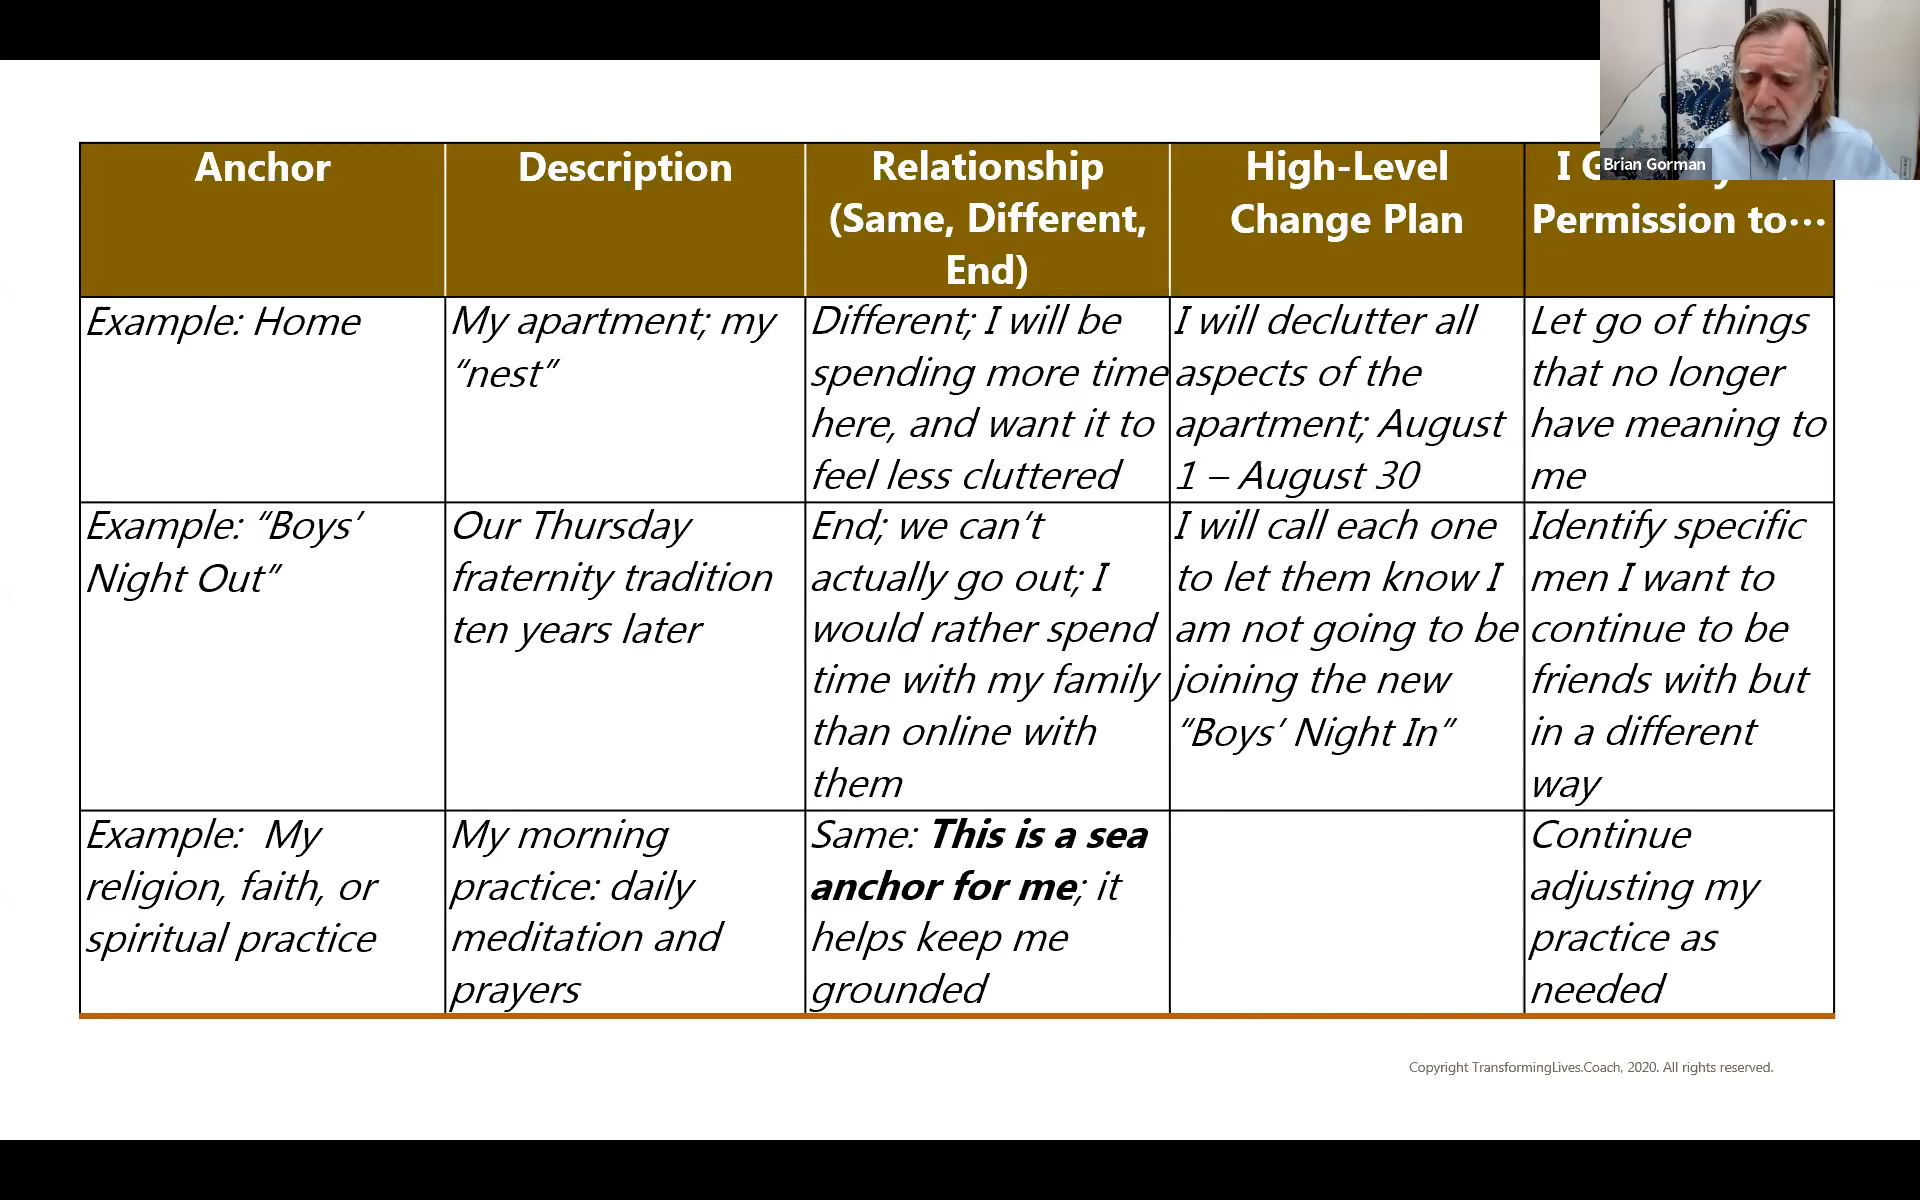 Brian Gorman
Anchor
Description
Relationship
(Same, Different,
End)
High-Level
Change Plan
I
Permission to...
Example: Home
My apartment; my
“nest”
Different; I will be
spending more time
here, and want it to
feel less cluttered
I will declutter all
aspects of the
apartment; August
1 – August 30
Let go of things
that no longer
have meaning to
me
Example: “Boys’
Night Out”
Our Thursday
fraternity tradition
ten years later
End; we can’t
actually go out; I
would rather spend
time with my family
than online with
them
I will call each one
to let them know I
am not going to be
joining the new
“Boys’ Night In”
Identify specific
men I want to
continue to be
friends with but
in a different
way
Example:  My
religion, faith, or
spiritual practice
My morning
practice: daily
meditation and
prayers
Same: This is a sea
anchor for me; it
helps keep me
grounded
Continue
adjusting my
practice as
needed
Copyright TransformingLives.Coach, 2020. All rights reserved.